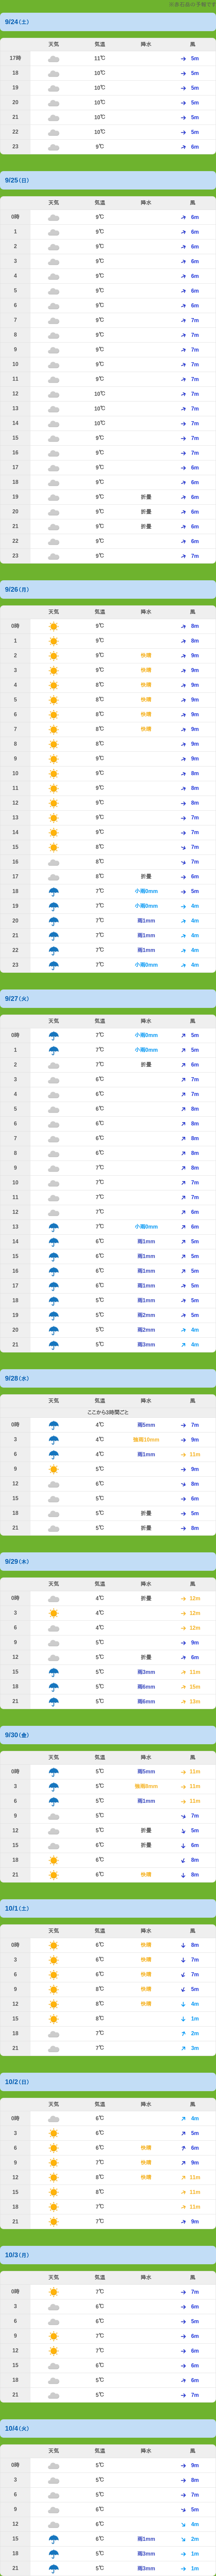 9/24(土)
天気 気温 降水 風
17時 11℃ 5m
18 10℃ 5m
19 10℃ 5m
20 10℃ 5m
21 10℃ 5m
22 10℃ 5m
23 9℃ 6m
9/25(日)
天気 気温 降水 風
0時 9℃ 6m
1 9℃ 6m
2 9℃ 6m
3 9℃ 6m
4 9℃ 6m
5 9℃ 6m
6 9℃ 6m
7 9℃ 7m
8 9℃ 7m
9 9℃ 7m
10 9℃ 7m
11 9℃ 7m
12 10℃ 7m
13 10℃ 7m
14 10℃ 7m
15 9℃ 7m
16 9℃ 7m
17 9℃ 6m
18 9℃ 6m
19 9℃ 折畳 6m
20 9℃ 折畳 6m
21 9℃ 折畳 6m
22 9℃ 6m
23 9℃ 7m
9/26(月)
天気 気温 降水 風
0時 9℃ 8m
1 9℃ 8m
2 9℃ 快晴 9m
3 9℃ 快晴 9m
4 8℃ 快晴 9m
5 8℃ 快晴 9m
6 8℃ 快晴 9m
7 8℃ 快晴 9m
8 8℃ 9m
9 9℃ 9m
10 9℃ 8m
11 9℃ 8m
12 9℃ 8m
13 9℃ 7m
14 9℃ 7m
15 8℃ 7m
16 8℃ 7m
17 8℃ 折畳 6m
18 7℃ 小雨0mm 5m
19 7℃ 小雨0mm 4m
20 7℃ 雨1mm 4m
21 7℃ 雨1mm 4m
22 7℃ 雨1mm 4m
23 7℃ 小雨0mm 4m
9/27(火)
天気 気温 降水 風
0時 7℃ 小雨0mm 5m
1 7℃ 小雨0mm 5m
2 7℃ 折畳 6m
3 6℃ 7m
4 6℃ 7m
5 6℃ 8m
6 6℃ 8m
7 6℃ 8m
8 6℃ 8m
9 7℃ 8m
10 7℃ 7m
11 7℃ 7m
12 7℃ 6m
13 7℃ 小雨0mm 6m
14 6℃ 雨1mm 5m
15 6℃ 雨1mm 5m
16 6℃ 雨1mm 5m
17 6℃ 雨1mm 5m
18 5℃ 雨1mm 5m
19 5℃ 雨2mm 5m
20 5℃ 雨2mm 4m
21 5℃ 雨3mm 4m
9/28(水)
天気 気温 降水 風
ここから3時間ごと
0時 4℃ 雨5mm 7m
3 4℃ 強雨10mm 9m
6 4℃ 雨1mm 11m
9 5℃ 9m
12 6℃ 8m
15 5℃ 6m
18 5℃ 折畳 5m
21 5℃ 折畳 8m
9/29(木)
天気 気温 降水 風
0時 4℃ 折畳 12m
3 4℃ 12m
6 4℃ 12m
9 5℃ 9m
12 5℃ 折畳 6m
15 5℃ 雨3mm 11m
18 5℃ 雨6mm 15m
21 5℃ 雨6mm 13m
9/30(金)
天気 気温 降水 風
0時 5℃ 雨5mm 11m
3 5℃ 強雨8mm 11m
6 5℃ 雨1mm 11m
9 5℃ 7m
12 5℃ 折畳 5m
15 6℃ 折畳 6m
18 6℃ 8m
21 6℃ 快晴 8m
10/1(土)
天気 気温 降水 風
0時 6℃ 快晴 8m
3 6℃ 快晴 7m
6 6℃ 快晴 7m
9 8℃ 快晴 5m
12 8℃ 快晴 4m
15 8℃ 1m
18 7℃ 2m
21 7℃ 3m
10/2(日)
天気 気温 降水 風
0時 6℃ 4m
3 6℃ 5m
6 6℃ 快晴 6m
9 7℃ 快晴 9m
12 8℃ 快晴 11m
15 8℃ 11m
18 7℃ 11m
21 7℃ 9m
10/3(月)
天気 気温 降水 風
0時 7℃ 7m
3 6℃ 6m
6 6℃ 5m
9 7℃ 6m
12 7℃ 6m
15 6℃ 6m
18 5℃ 6m
21 5℃ 7m
10/4(火)
天気 気温 降水 風
0時 5℃ 9m
3 5℃ 8m
6 5℃ 7m
9 6℃ 5m
12 6℃ 4m
15 6℃ 雨1mm 2m
18 5℃ 雨3mm 1m
21 5℃ 雨3mm 1m